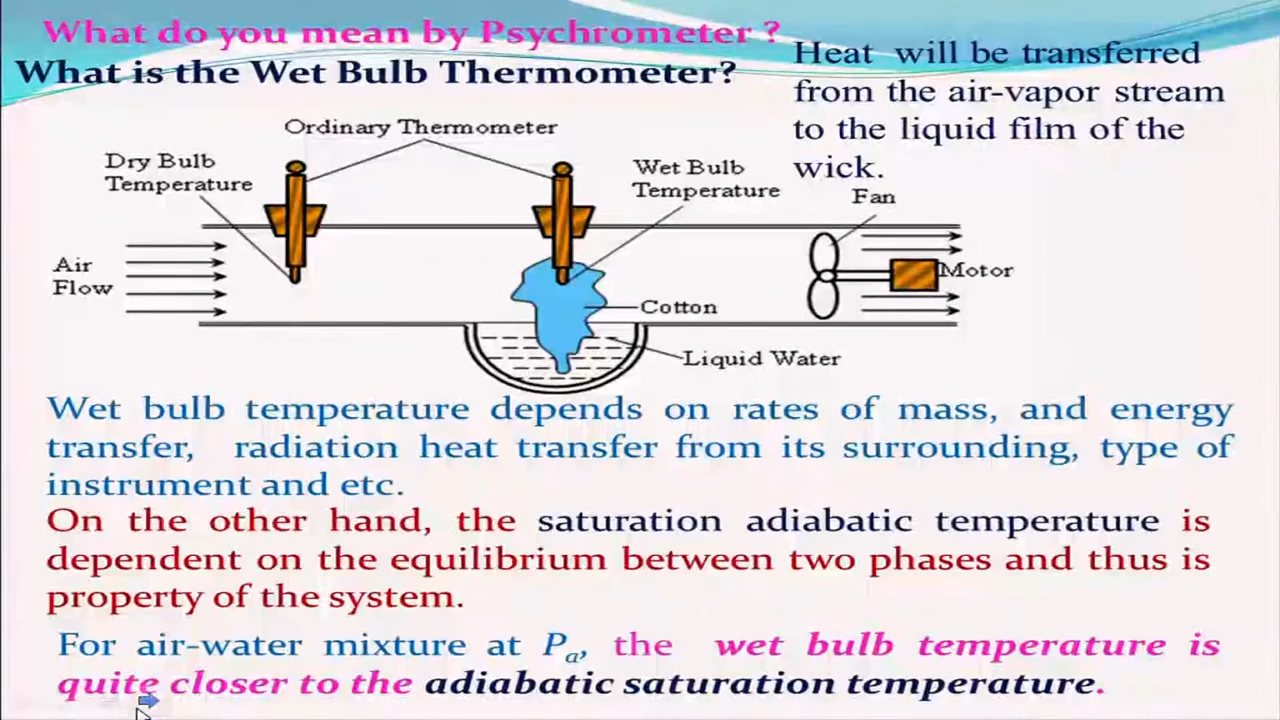 What do you mean by Psychrometer ?
What is the Wet Bulb Thermometer?
Heat will be transferred
from the air-vapor stream
to the liquid film of the
wick.
Ordinary Thermometer
Dry Bulb
Temperature
Wet Bulb
Temperature
Fan
Air
Flow
Motor
Cotton
Liquid Water
Wet bulb temperature depends on rates of mass, and energy
transfer, radiation heat transfer from its surrounding, type of
instrument and etc.
On the other hand, the saturation adiabatic temperature is
dependent on the equilibrium between two phases and thus is
property of the system.
For air-water mixture at Pa, the wet bulb temperature is
quite closer to the adiabatic saturation temperature.